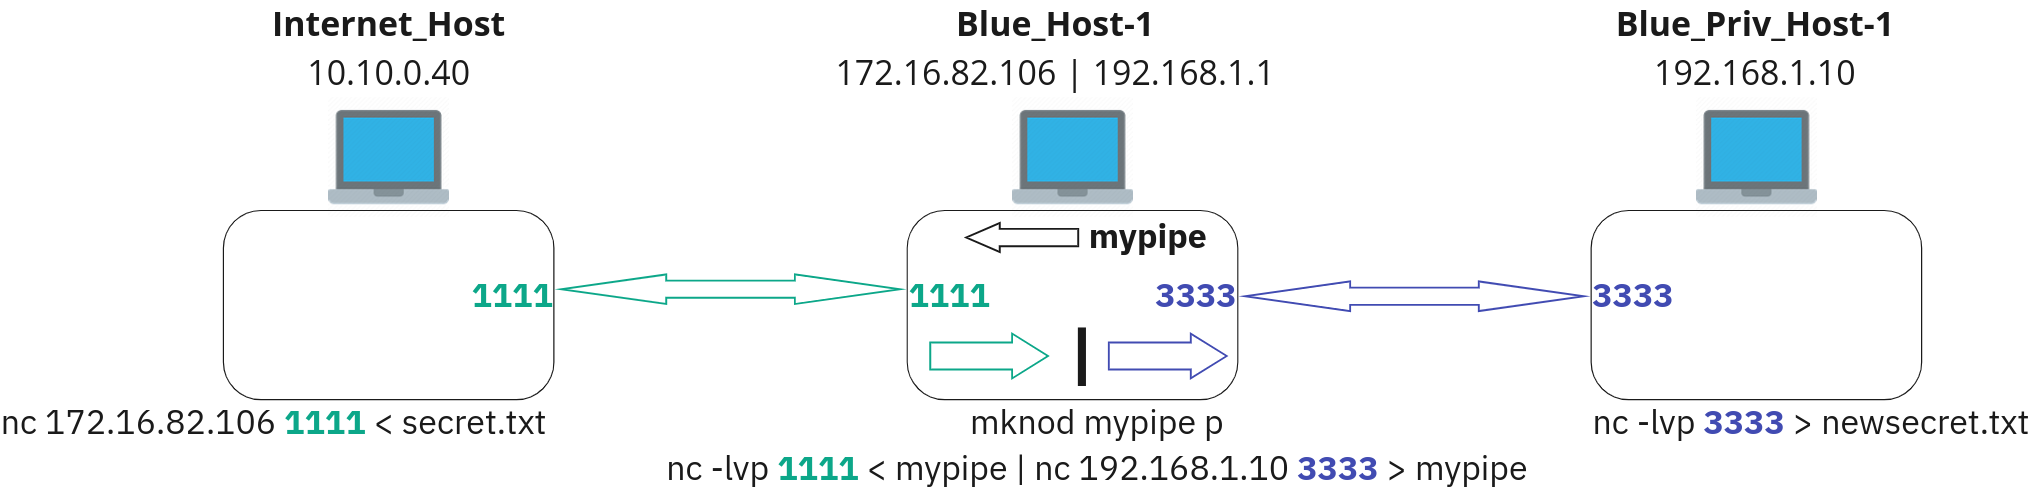 Internet_Host
10.10.0.40
Blue_Host-1
172.16.82.106 | 192.168.1.1
Blue_Priv_Host-1
192.168.1.10
mypipe
1111
1111
3333
3333
nc 172.16.82.106 1111 < secret.txt
mknod mypipe p
nc -lvp 1111 < mypipe | nc 192.168.1.10 3333 > mypipe
nc -lvp 3333 > newsecret.txt